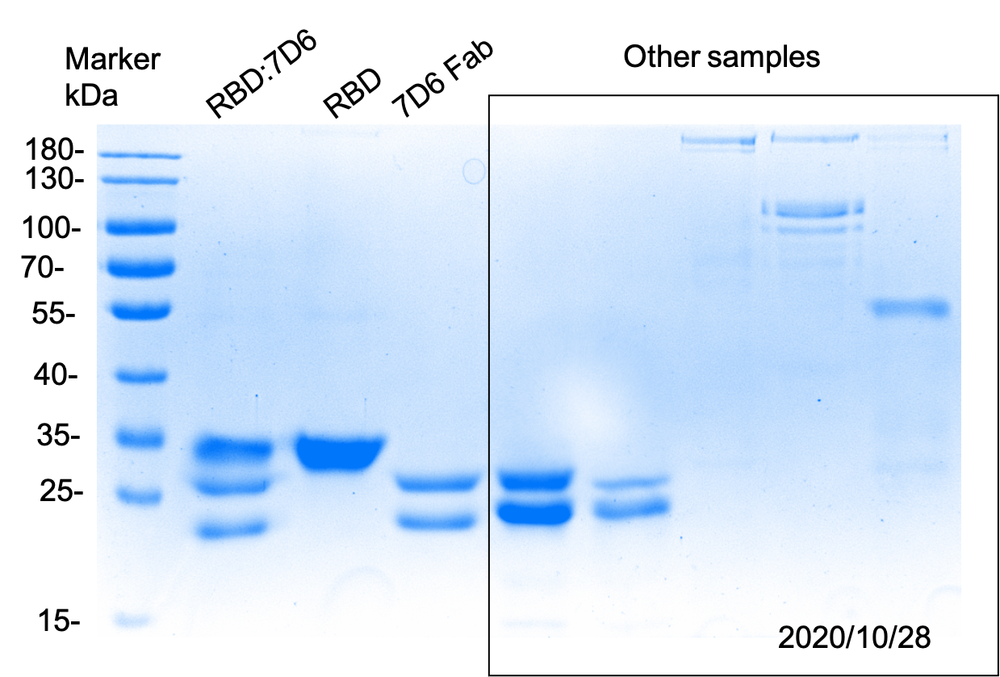 Marker
kDa
RBD:7D6
RBD
7D6 Fab
Other samples
180-
130-
100-
70-
55-
40-
35-
25-
15-
2020/10/28